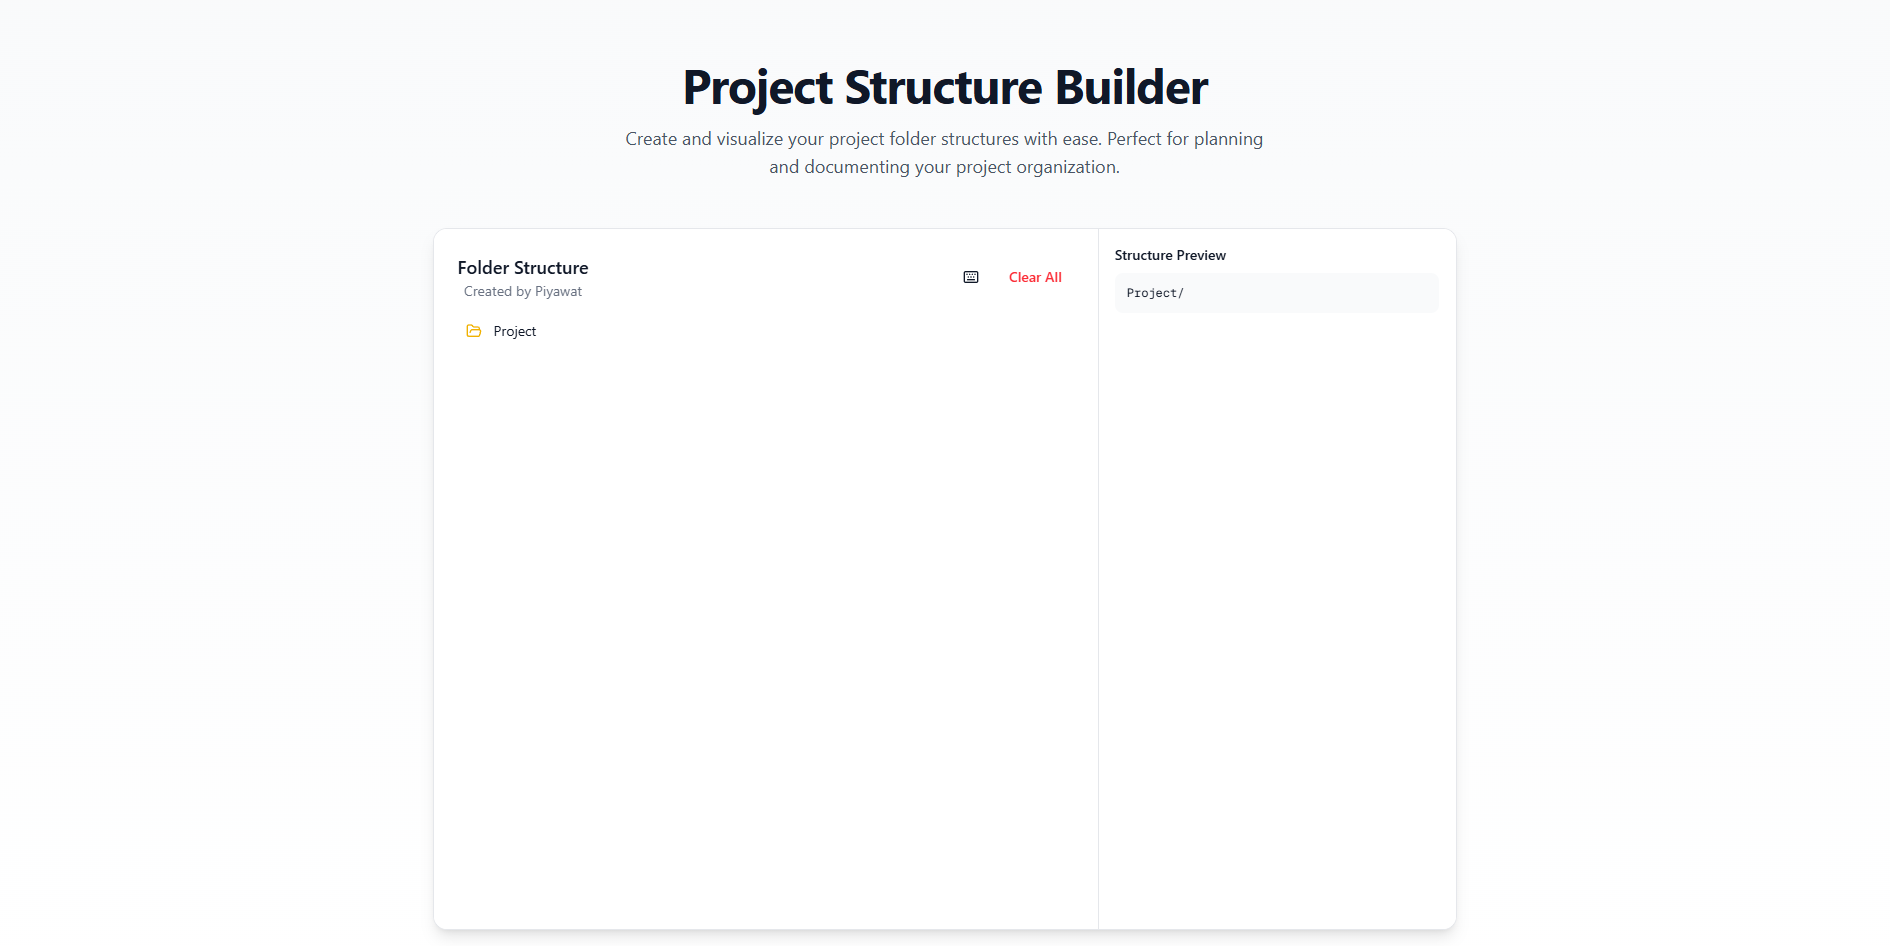 Project Structure Builder
Create and visualize your project folder structures with ease. Perfect for planning
and documenting your project organization.
Folder Structure
Created by Piyawat
Clear All
Project
Structure Preview
Project/